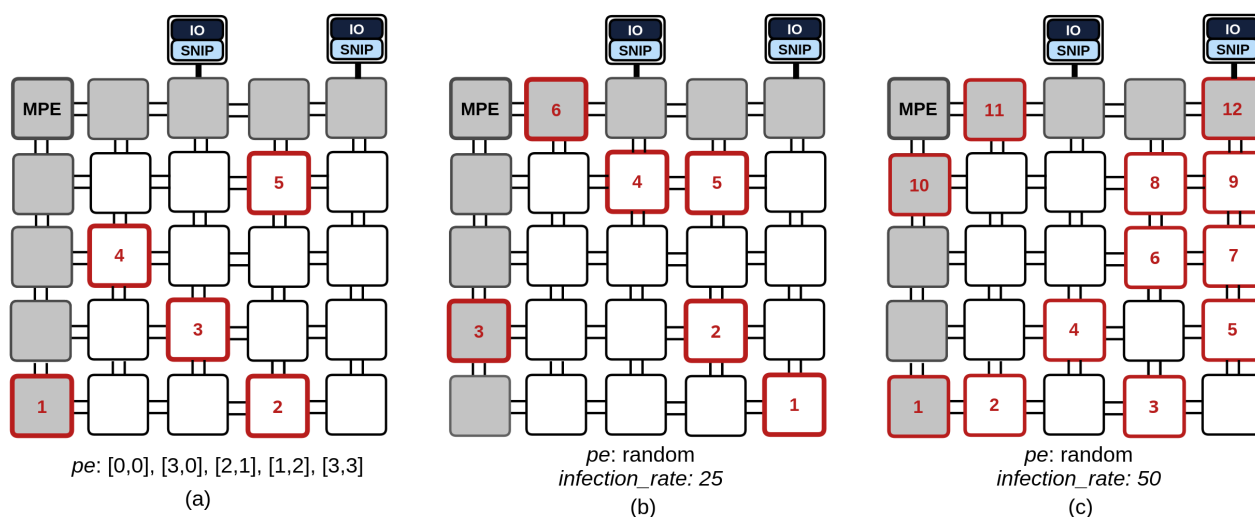 IO
SNIP
IO
SNIP
MPE
5
4
3
1
2
pe: [0,0], [3,0], [2,1], [1,2], [3,3]
(a)
IO
SNIP
IO
SNIP
MPE
6
4
5
3
2
1
pe: random
infection_rate: 25
(b)
IO
SNIP
IO
SNIP
MPE
11
12
10
8
9
6
7
4
5
1
2
3
pe: random
infection_rate: 50
(c)